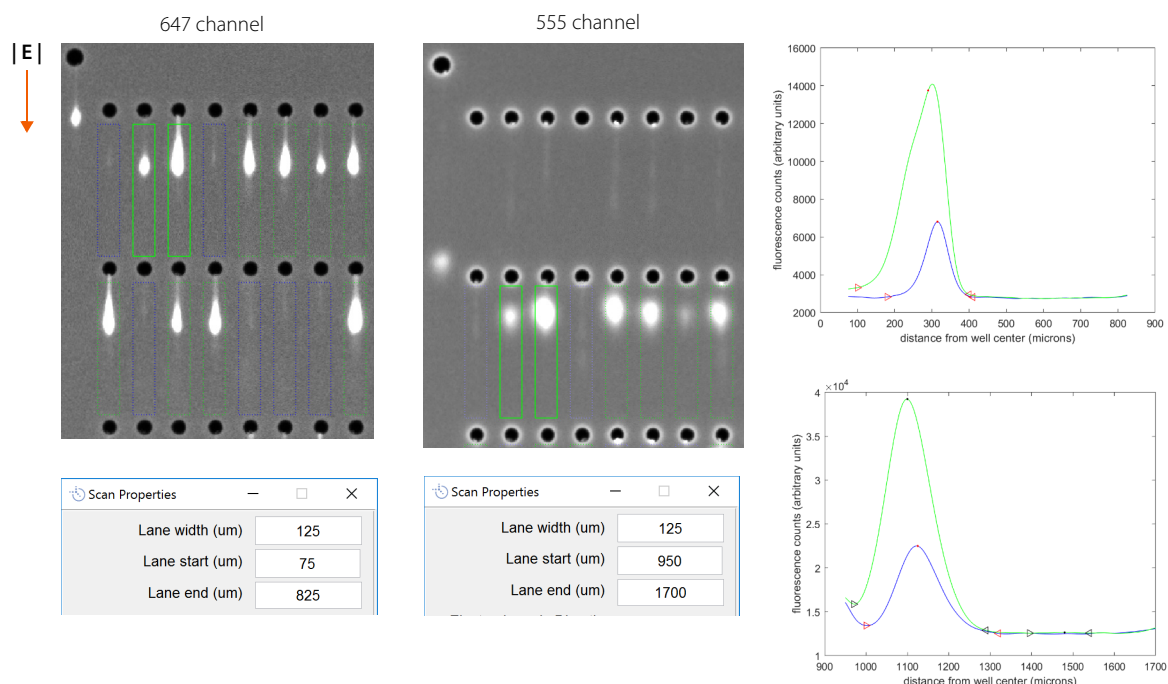 647 channel
555 channel
|E|
Scan Properties
Lane width (um) 125
Lane start (um) 75
Lane end (um) 825
Scan Properties
Lane width (um) 125
Lane start (um) 950
Lane end (um) 1700
16000
14000
12000
10000
8000
6000
4000
2000
fluorescence counts (arbitrary units)
0 100 200 300 400 500 600 700 800 900
distance from well center (microns)
×10⁴
4
3.5
3
2.5
2
1.5
1
fluorescence counts (arbitrary units)
900 1000 1100 1200 1300 1400 1500 1600 1700
distance from well center (microns)